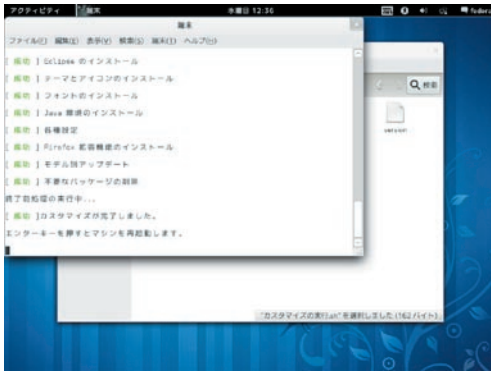 アクティビティ 端末 水曜日 12:36
端末
ファイル(F) 編集(E) 表示(V) 検索(S) 端末(T) ヘルプ(H)
[ 成功 ] Eclipse のインストール
[ 成功 ] テーマとアイコンのインストール
[ 成功 ] フォントのインストール
[ 成功 ] Java 環境のインストール
[ 成功 ] 各種設定
[ 成功 ] Firefox 拡張機能のインストール
[ 成功 ] モデル別アップデート
[ 成功 ] 不要なパッケージの削除
終了前処理の実行中...
[ 成功 ]カスタマイズが完了しました。
エンターキーを押すとマシンを再起動します。
検索
"カスタマイズの実行.sh" を選択しました (162 バイト)